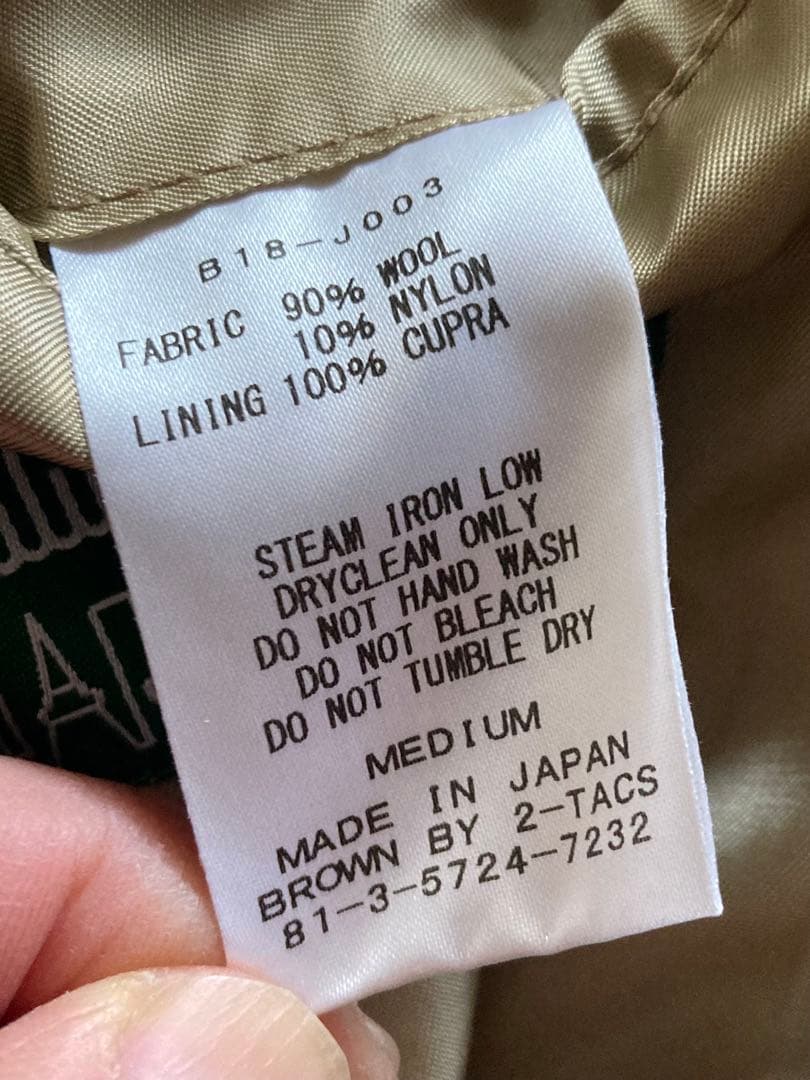 B18-J003
FABRIC 90% WOOL
10% NYLON
LINING 100% CUPRA
STEAM IRON LOW
DRYCLEAN ONLY
DO NOT HAND WASH
DO NOT BLEACH
DO NOT TUMBLE DRY
MEDIUM
MADE IN JAPAN
BROWN BY 2-TACS
81-3-5724-7232